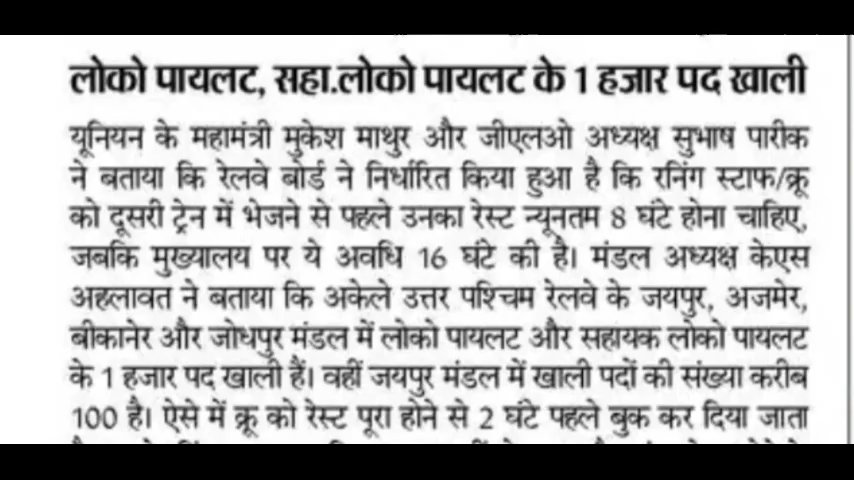 लोको पायलट, सहा.लोको पायलट के 1 हजार पद खाली
यूनियन के महामंत्री मुकेश माथुर और जीएलओ अध्यक्ष सुभाष पारीक
ने बताया कि रेलवे बोर्ड ने निर्धारित किया हुआ है कि रनिंग स्टाफ/क्रू
को दूसरी ट्रेन में भेजने से पहले उनका रेस्ट न्यूनतम 8 घंटे होना चाहिए,
जबकि मुख्यालय पर ये अवधि 16 घंटे की है। मंडल अध्यक्ष केएस
अहलावत ने बताया कि अकेले उत्तर पश्चिम रेलवे के जयपुर, अजमेर,
बीकानेर और जोधपुर मंडल में लोको पायलट और सहायक लोको पायलट
के 1 हजार पद खाली हैं। वहीं जयपुर मंडल में खाली पदों की संख्या करीब
100 है। ऐसे में क्रू को रेस्ट पूरा होने से 2 घंटे पहले बुक कर दिया जाता